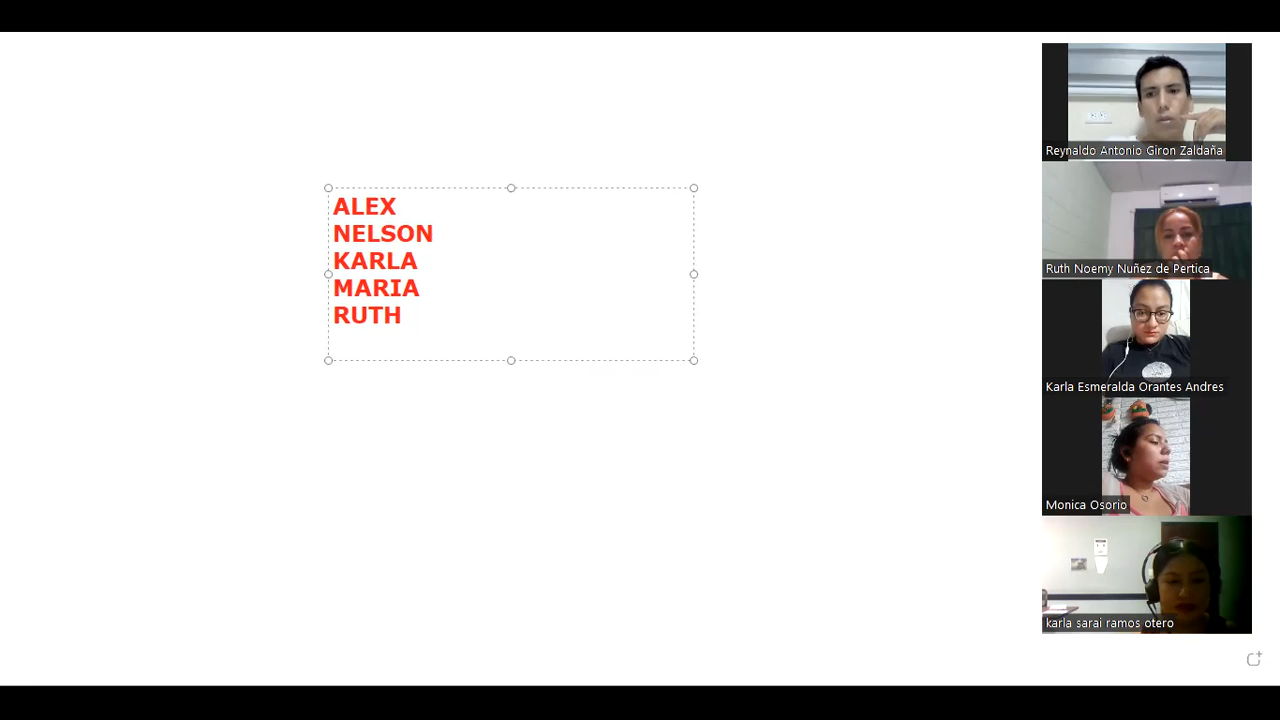 ALEX
NELSON
KARLA
MARIA
RUTH
Reynaldo Antonio Giron Zaldaña
Ruth Noemy Nuñez de Pertica
Karla Esmeralda Orantes Andres
Monica Osorio
karla sarai ramos otero